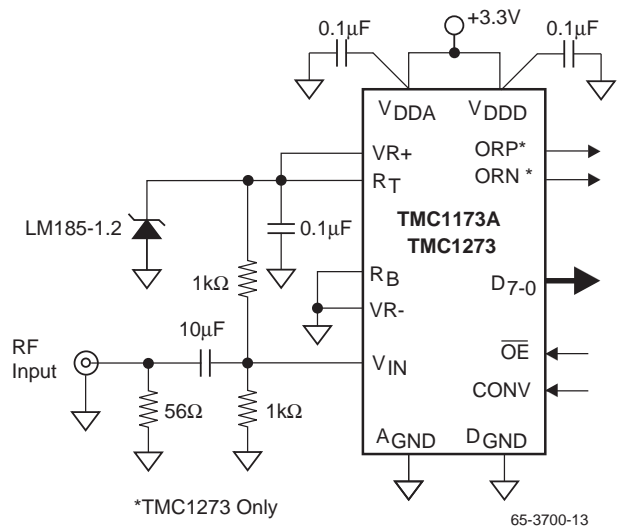 +3.3V
0.1µF
0.1µF
VDDA
VDDD
VR+
ORP*
RT
ORN *
LM185-1.2
0.1µF
TMC1173A
TMC1273
1kΩ
RB
D7-0
VR-
10µF
RF
Input
VIN
OE
CONV
56Ω
1kΩ
AGND
DGND
*TMC1273 Only
65-3700-13